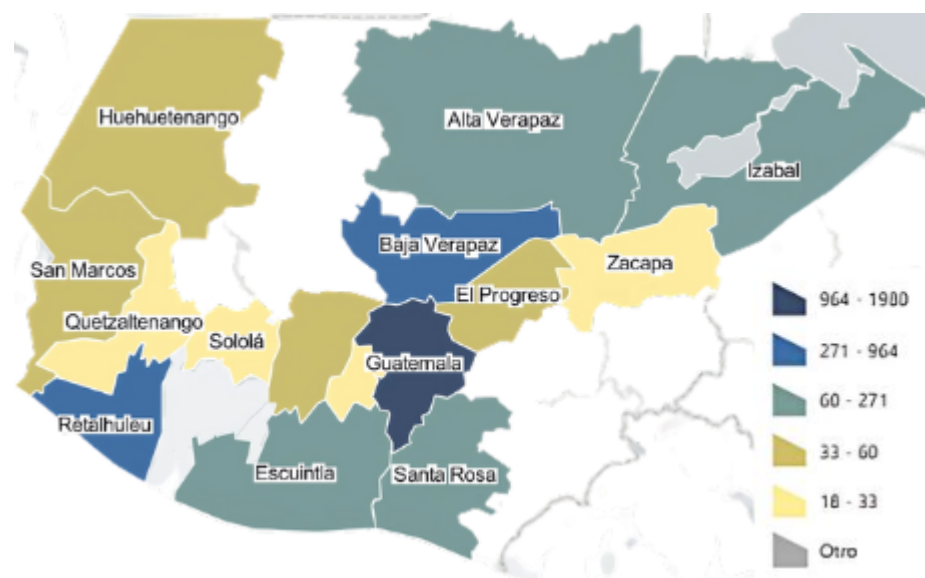 Huehuetenango
Alta Verapaz
Izabal
Baja Verapaz
Zacapa
San Marcos
El Progreso
Quetzaltenango
Sololá
Guatemala
Retalhuleu
Escuintla
Santa Rosa
964 - 1980
271 - 964
60 - 271
33 - 60
18 - 33
Otro